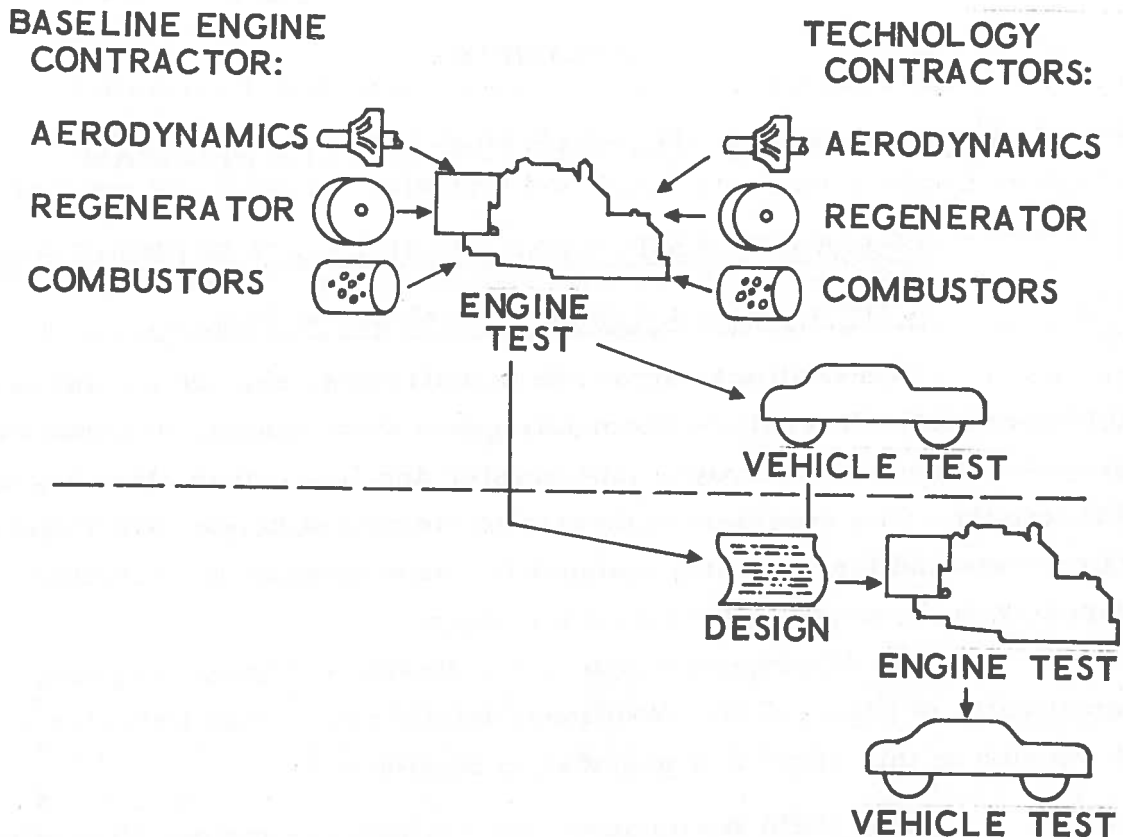 BASELINE ENGINE
CONTRACTOR:
AERODYNAMICS
REGENERATOR
COMBUSTORS
TECHNOLOGY
CONTRACTORS:
AERODYNAMICS
REGENERATOR
COMBUSTORS
ENGINE
TEST
VEHICLE TEST
DESIGN
ENGINE TEST
VEHICLE TEST